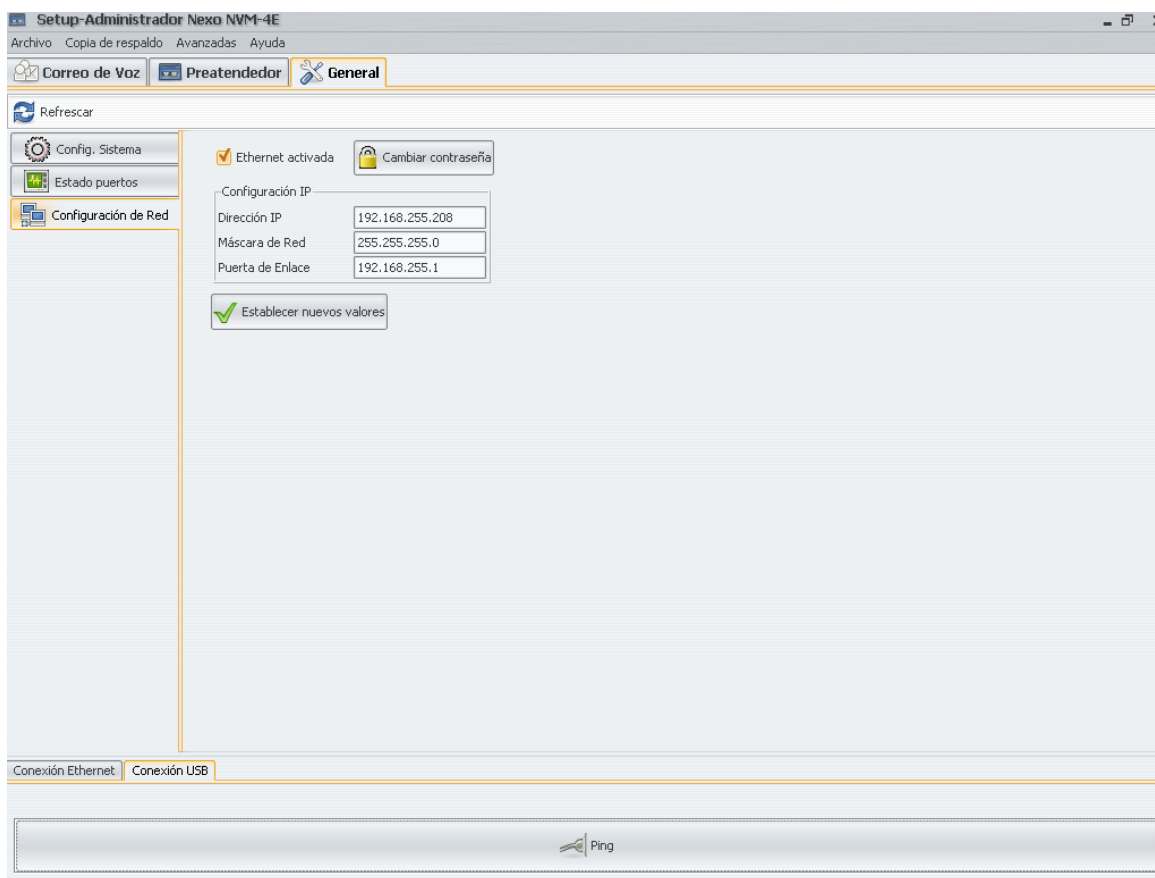 Setup-Administrador Nexo NVM-4E
Archivo Copia de respaldo Avanzadas Ayuda
Correo de Voz Preatendedor General
Refrescar
Config. Sistema
Estado puertos
Configuración de Red
Ethernet activada Cambiar contraseña
Configuración IP
Dirección IP 192.168.255.208
Máscara de Red 255.255.255.0
Puerta de Enlace 192.168.255.1
Establecer nuevos valores
Conexión Ethernet Conexión USB
Ping